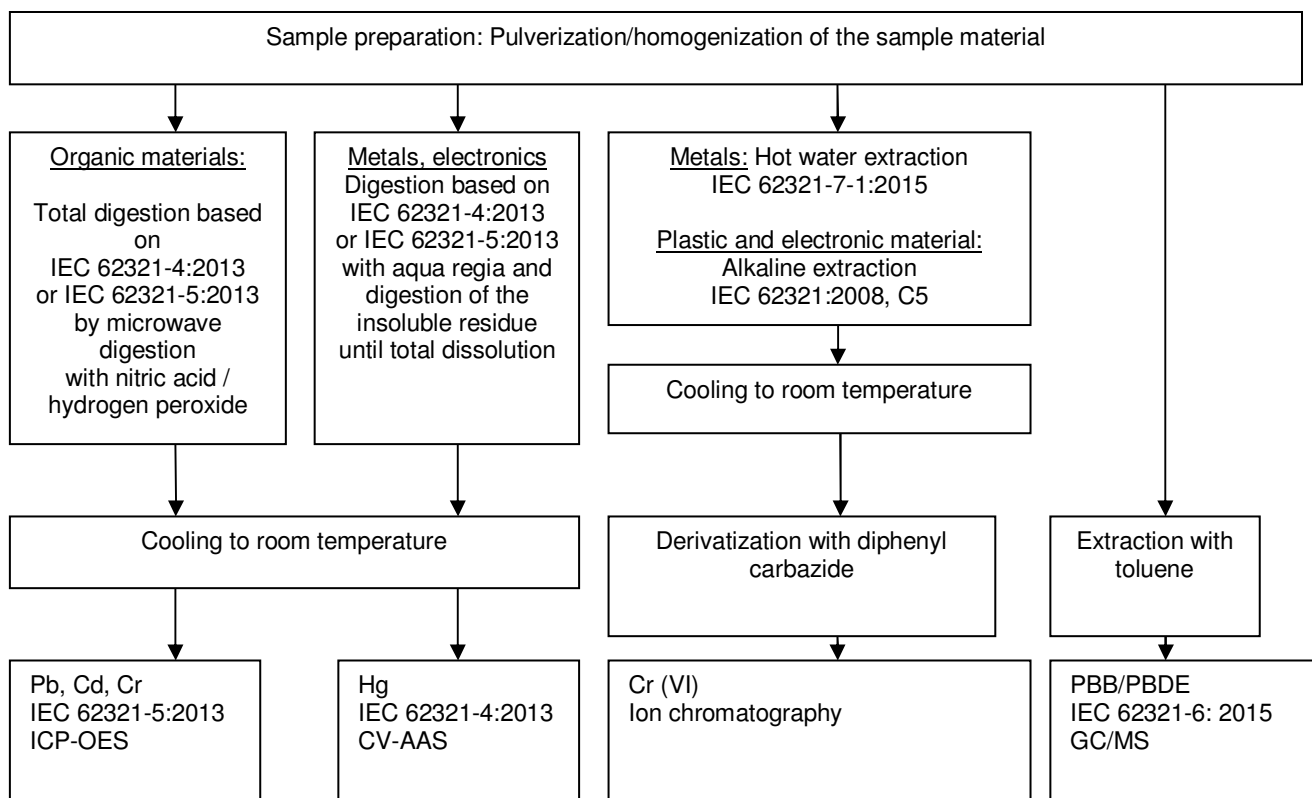 Sample preparation: Pulverization/homogenization of the sample material
Organic materials:
Total digestion based
on
IEC 62321-4:2013
or IEC 62321-5:2013
by microwave
digestion
with nitric acid /
hydrogen peroxide
Metals, electronics
Digestion based on
IEC 62321-4:2013
or IEC 62321-5:2013
with aqua regia and
digestion of the
insoluble residue
until total dissolution
Metals: Hot water extraction
IEC 62321-7-1:2015
Plastic and electronic material:
Alkaline extraction
IEC 62321:2008, C5
Cooling to room temperature
Cooling to room temperature
Derivatization with diphenyl
carbazide
Extraction with
toluene
Pb, Cd, Cr
IEC 62321-5:2013
ICP-OES
Hg
IEC 62321-4:2013
CV-AAS
Cr (VI)
Ion chromatography
PBB/PBDE
IEC 62321-6: 2015
GC/MS